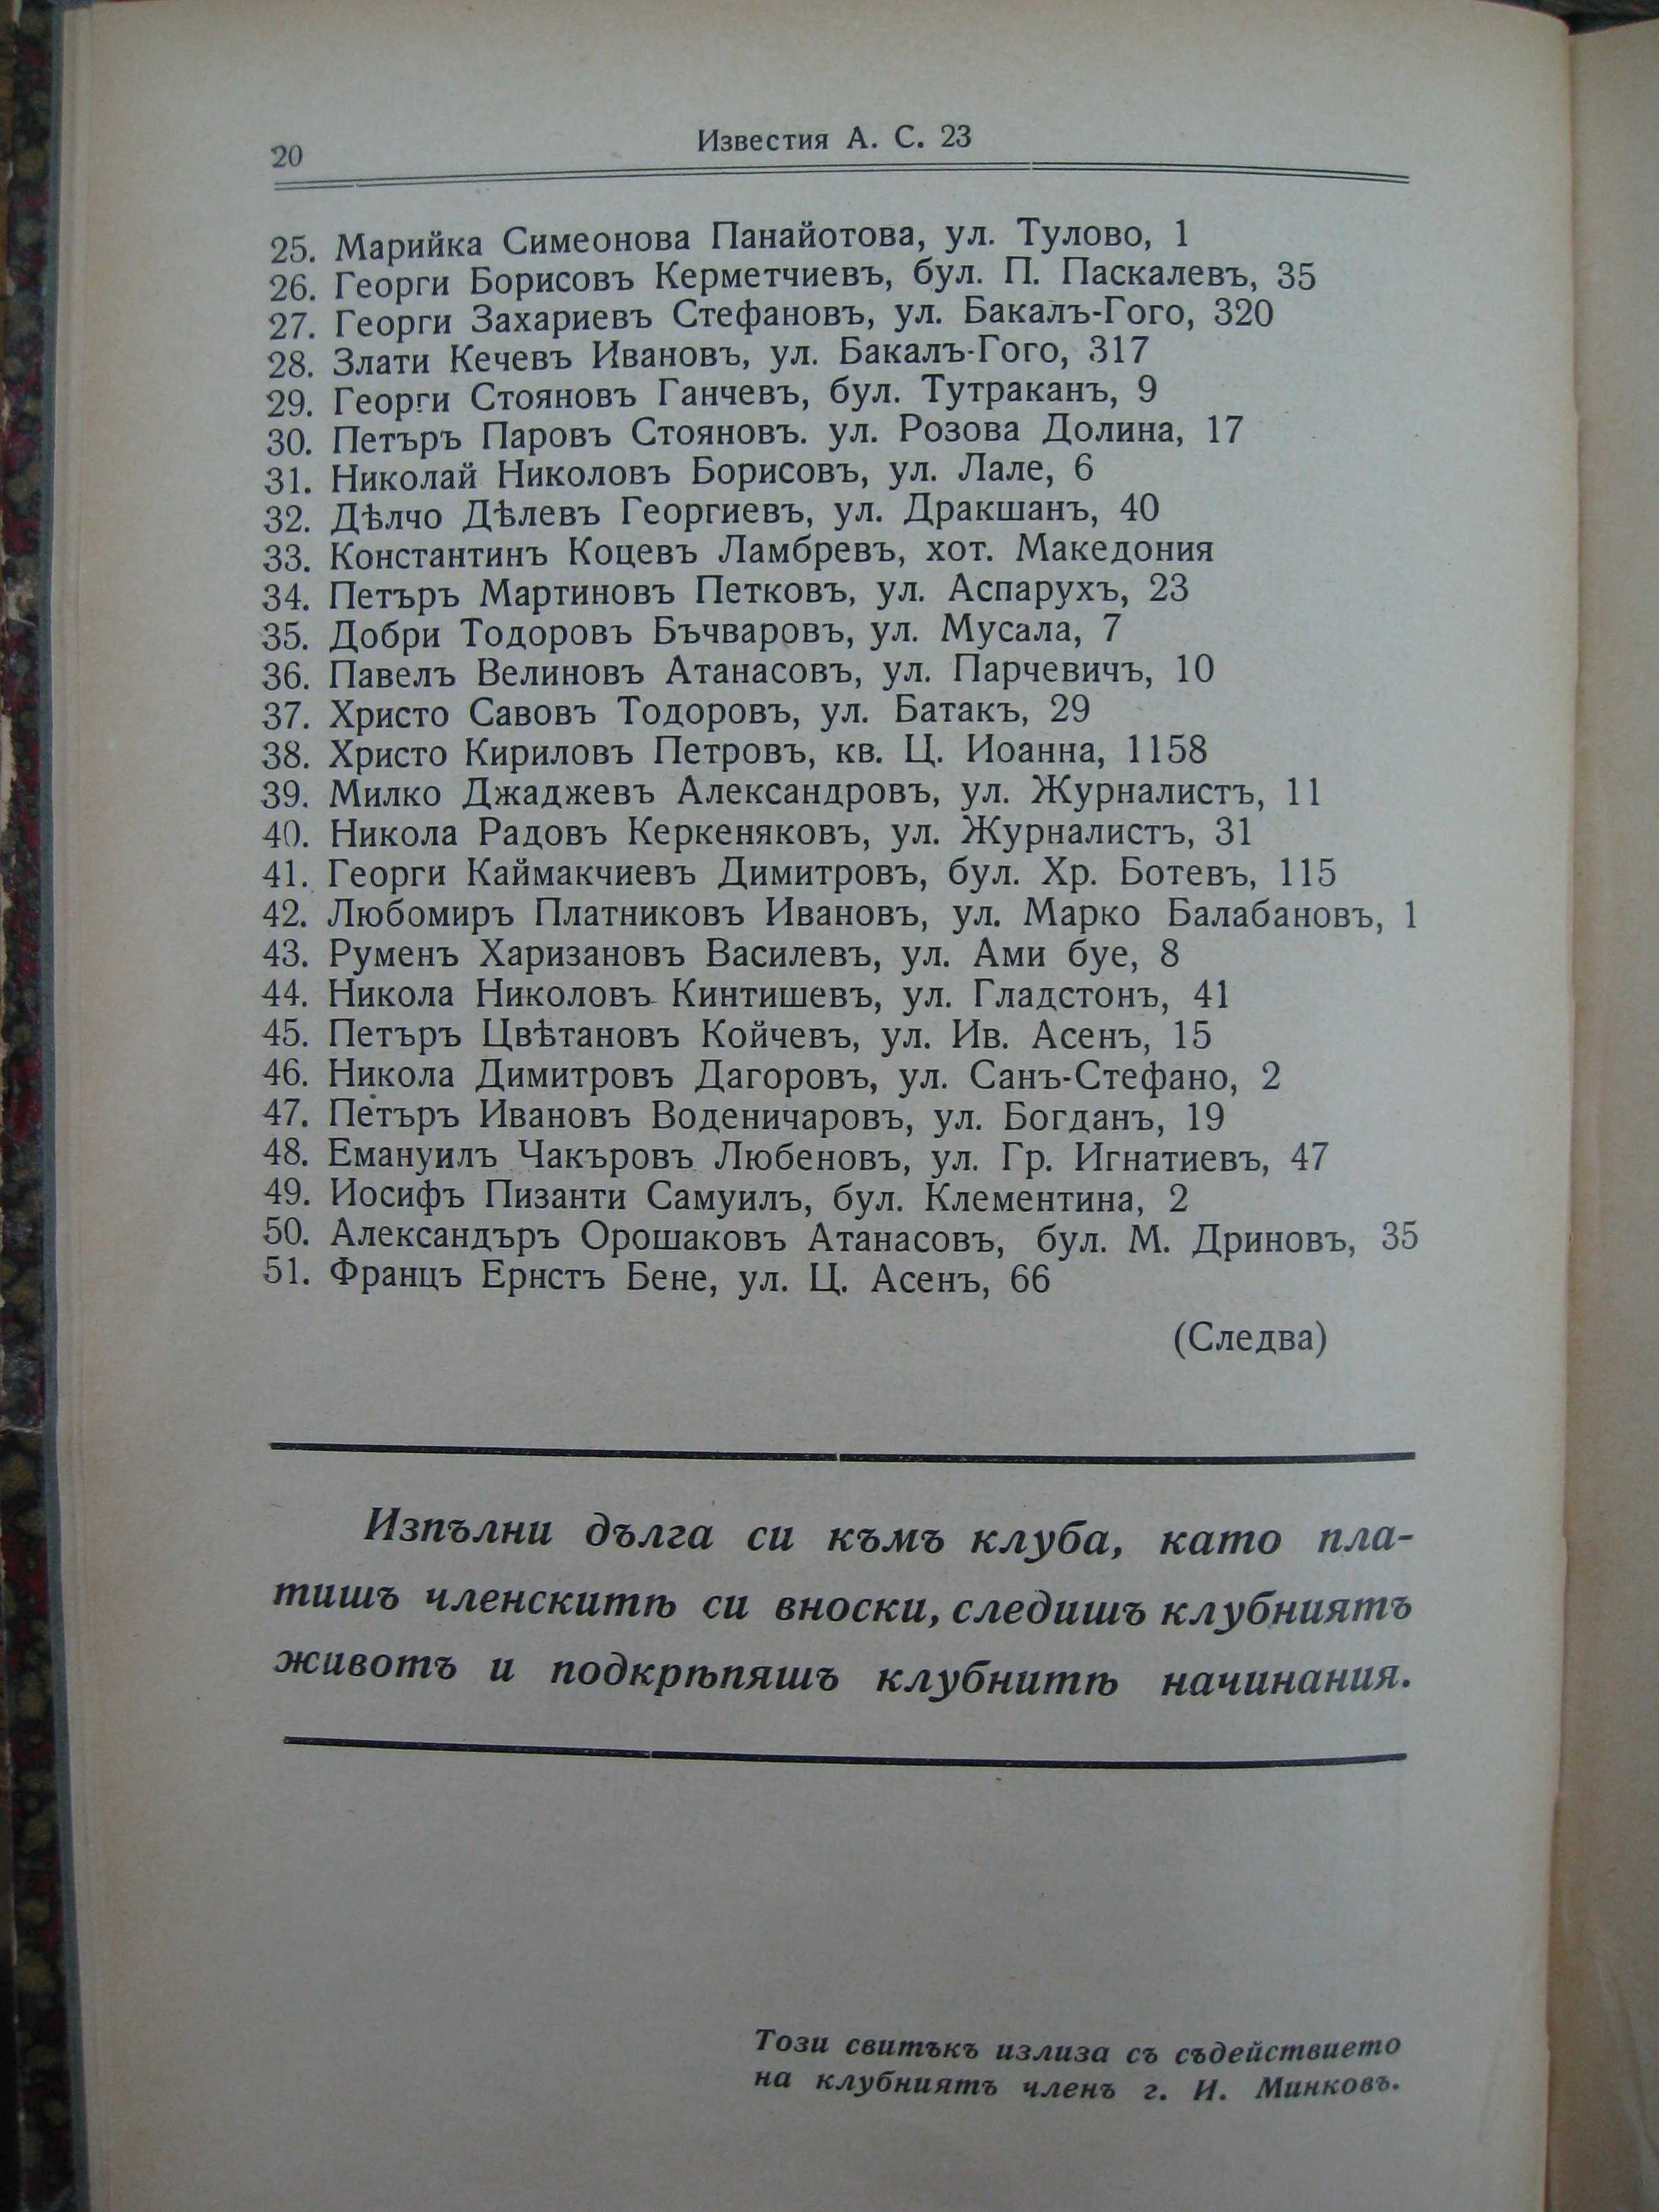 20
Известия А. С. 23
25. Марийка Симеонова Панайотова, ул. Тулово, 1
26. Георги Борисовъ Керметчиевъ, бул. П. Паскалевъ, 35
27. Георги Захариевъ Стефановъ, ул. Бакалъ-Гого, 320
28. Злати Кечевъ Ивановъ, ул. Бакалъ-Гого, 317
29. Георги Стояновъ Ганчевъ, бул. Тутраканъ, 9
30. Петъръ Паровъ Стояновъ. ул. Розова Долина, 17
31. Николай Николовъ Борисовъ, ул. Лале, 6
32. Дѣлчо Дѣлевъ Георгиевъ, ул. Дракшанъ, 40
33. Константинъ Коцевъ Ламбревъ, хот. Македония
34. Петъръ Мартиновъ Петковъ, ул. Аспарухъ, 23
35. Добри Тодоровъ Бъчваровъ, ул. Мусала, 7
36. Павелъ Велиновъ Атанасовъ, ул. Парчевичъ, 10
37. Христо Савовъ Тодоровъ, ул. Батакъ, 29
38. Христо Кириловъ Петровъ, кв. Ц. Иоанна, 1158
39. Милко Джаджевъ Александровъ, ул. Журналистъ, 11
40. Никола Радовъ Керкеняковъ, ул. Журналистъ, 31
41. Георги Каймакчиевъ Димитровъ, бул. Хр. Ботевъ, 115
42. Любомиръ Платниковъ Ивановъ, ул. Марко Балабановъ, 1
43. Руменъ Харизановъ Василевъ, ул. Ами буе, 8
44. Никола Николовъ Кинтишевъ, ул. Гладстонъ, 41
45. Петъръ Цвѣтановъ Койчевъ, ул. Ив. Асенъ, 15
46. Никола Димитровъ Дагоровъ, ул. Санъ-Стефано, 2
47. Петъръ Ивановъ Воденичаровъ, ул. Богданъ, 19
48. Емануилъ Чакъровъ Любеновъ, ул. Гр. Игнатиевъ, 47
49. Иосифъ Пизанти Самуилъ, бул. Клементина, 2
50. Александъръ Орошаковъ Атанасовъ, бул. М. Дриновъ, 35
51. Францъ Ернстъ Бене, ул. Ц. Асенъ, 66
(Следва)
Изпълни дълга си къмъ клуба, като пла-
тишъ членскитѣ си вноски, следишъ клубниятъ
животъ и подкрѣпяшъ клубнитѣ начинания.
Този свитъкъ излиза съ съдействието
на клубниятъ членъ г. И. Минковъ.